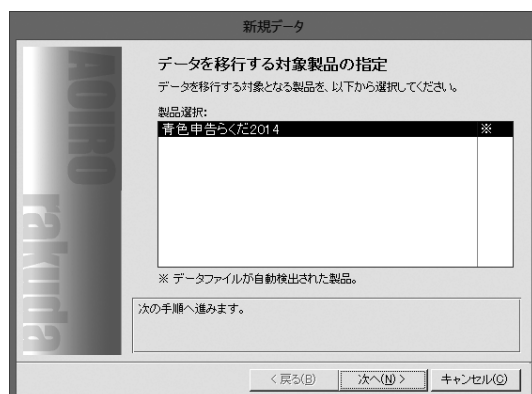 新規データ
AOIRO
rakuda
データを移行する対象製品の指定
データを移行する対象となる製品を、以下から選択してください。
製品選択:
青色申告らくだ2014 ※
※ データファイルが自動検出された製品。
次の手順へ進みます。
< 戻る(B) 次へ(N) > キャンセル(C)